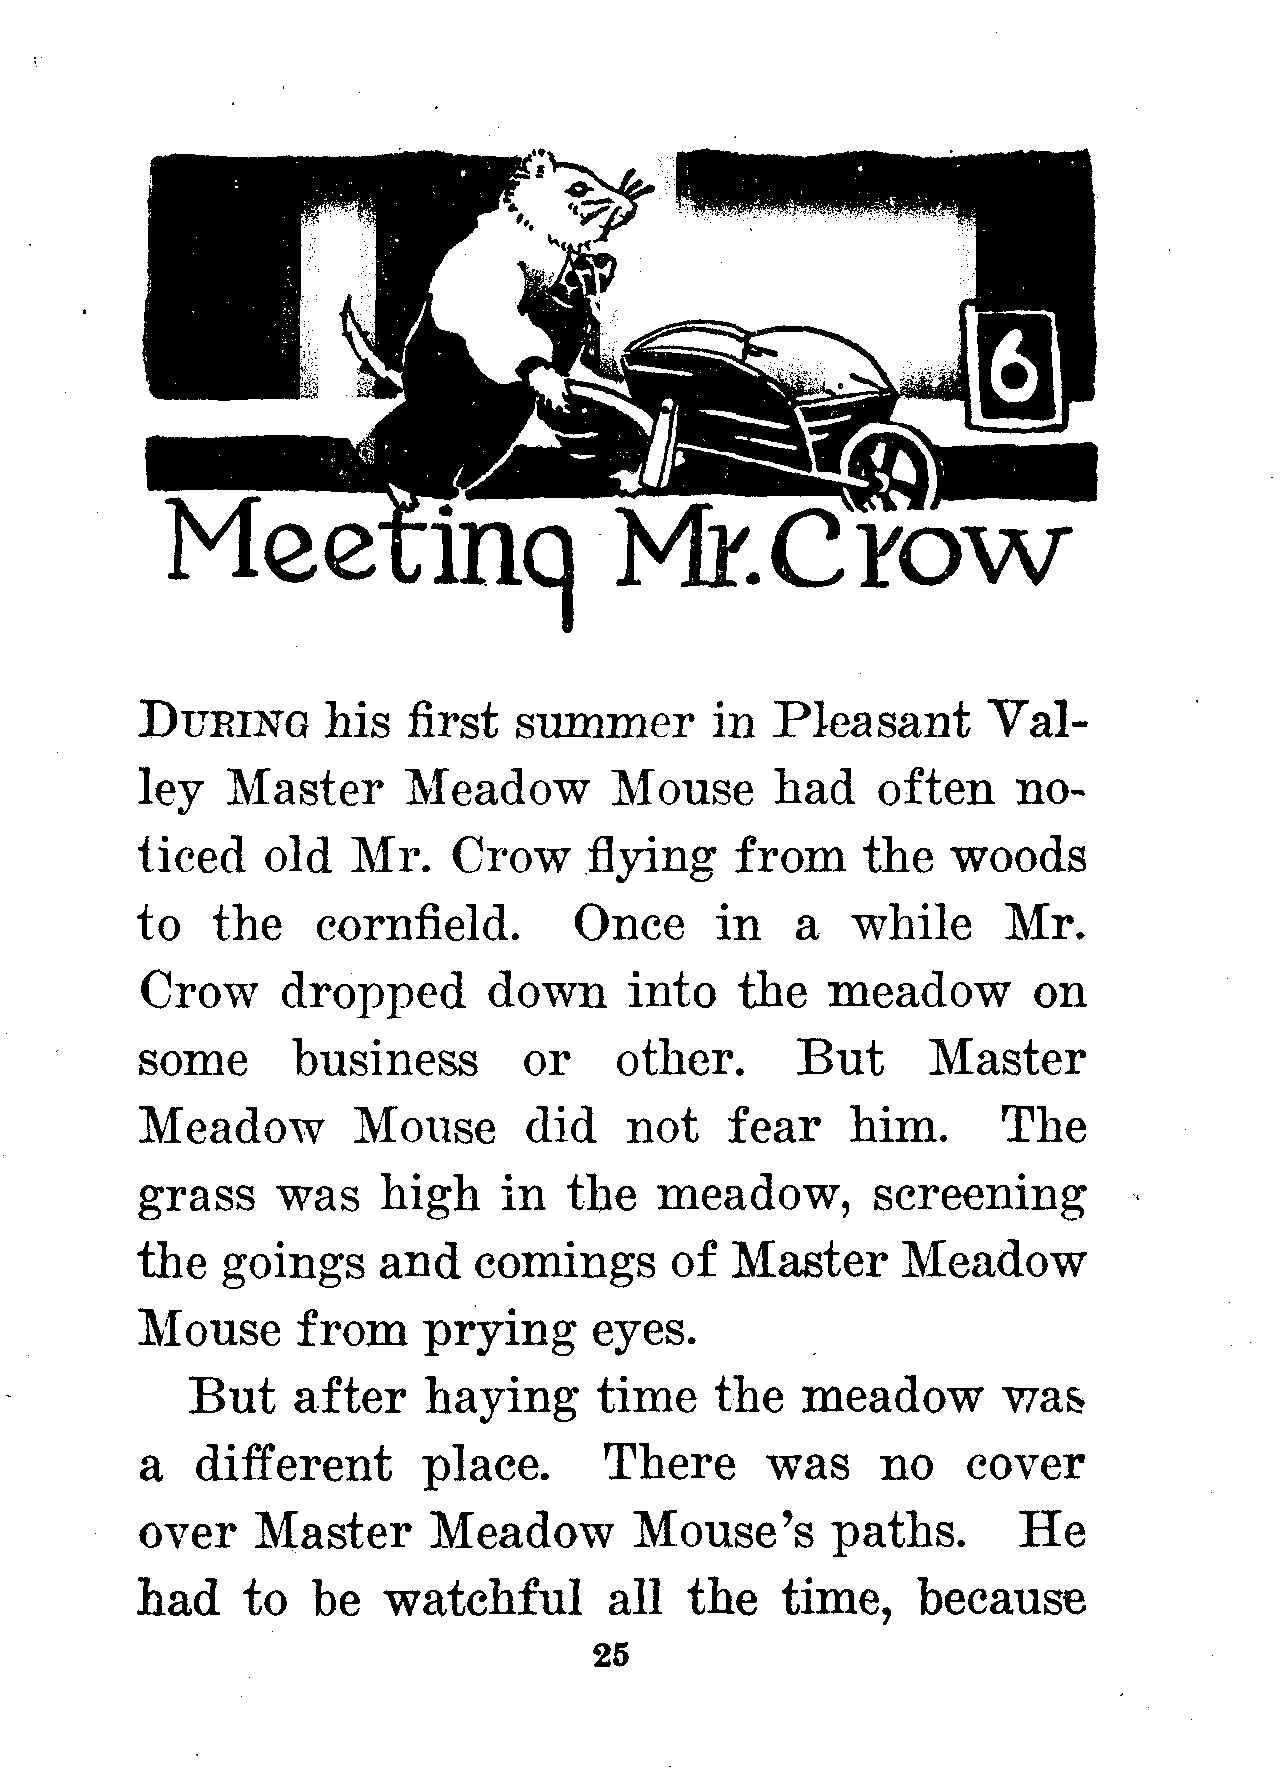 6
Meeting Mr. Crow
DURING his first summer in Pleasant Val-
ley Master Meadow Mouse had often no-
ticed old Mr. Crow flying from the woods
to the cornfield. Once in a while Mr.
Crow dropped down into the meadow on
some business or other. But Master
Meadow Mouse did not fear him. The
grass was high in the meadow, screening
the goings and comings of Master Meadow
Mouse from prying eyes.
But after haying time the meadow was
a different place. There was no cover
over Master Meadow Mouse's paths. He
had to be watchful all the time, because
25